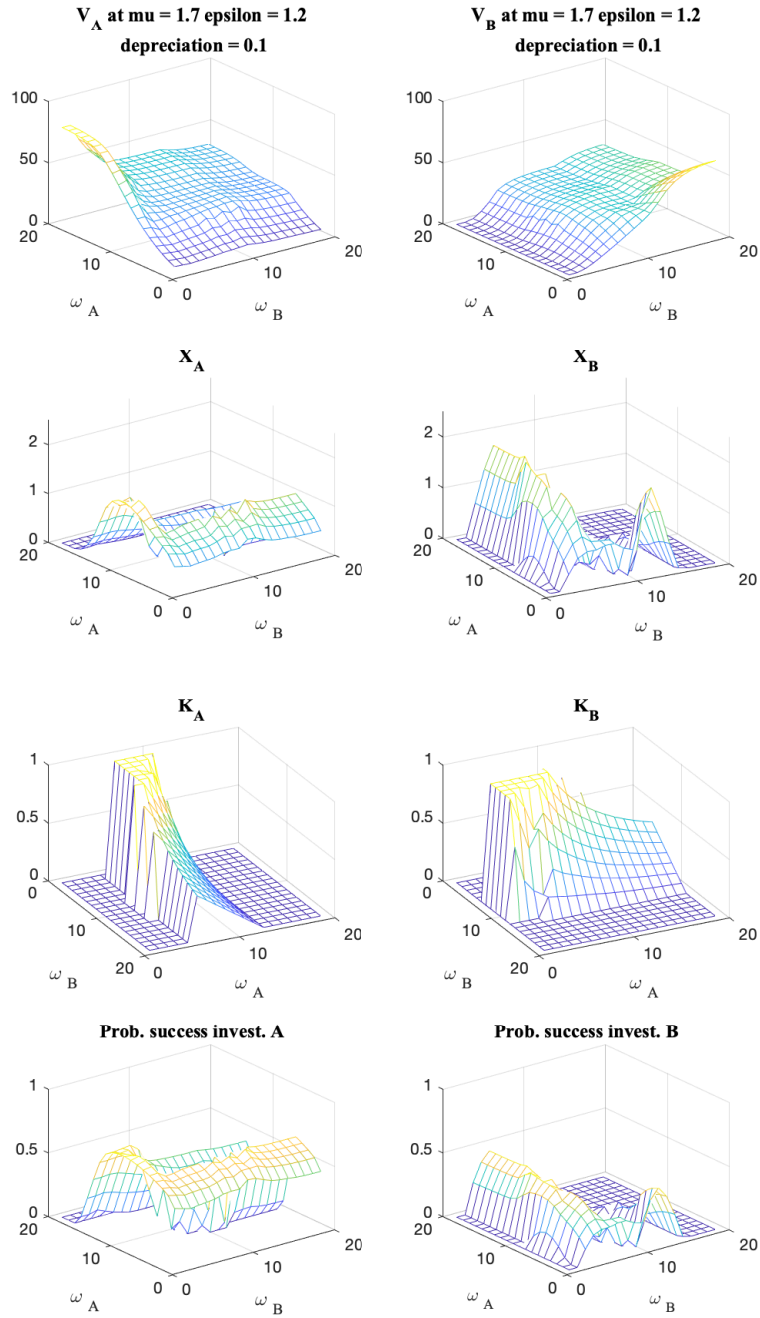 V_A at mu = 1.7 epsilon = 1.2
depreciation = 0.1
100
50
0
20
10
0
0
10
20
ω_A
ω_B
V_B at mu = 1.7 epsilon = 1.2
depreciation = 0.1
100
50
0
20
10
0
0
10
20
ω_A
ω_B
X_A
2
1
0
20
10
0
0
10
20
ω_A
ω_B
X_B
2
1
0
20
10
0
0
10
20
ω_A
ω_B
K_A
1
0.5
0
0
10
20
0
10
20
ω_B
ω_A
K_B
1
0.5
0
0
10
20
0
10
20
ω_B
ω_A
Prob. success invest. A
1
0.5
0
20
10
0
0
10
20
ω_A
ω_B
Prob. success invest. B
1
0.5
0
20
10
0
0
10
20
ω_A
ω_B